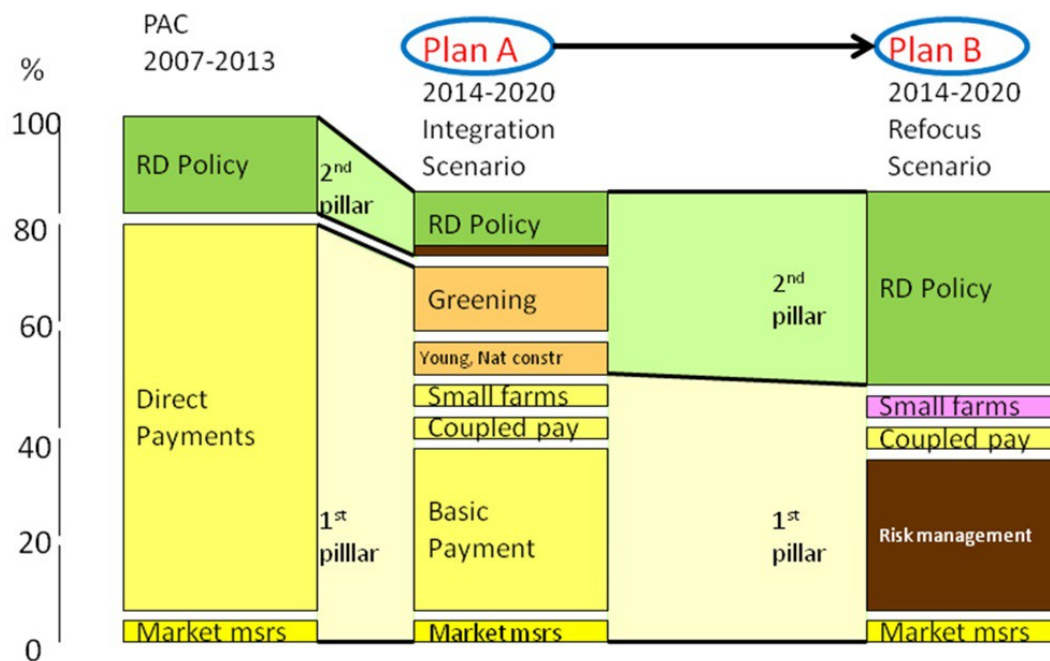 PAC
2007-2013
Plan A
2014-2020
Integration
Scenario
Plan B
2014-2020
Refocus
Scenario
%
100
80
60
40
20
0
RD Policy
Direct
Payments
Market msrs
2nd
pillar
1st
pilllar
RD Policy
Greening
Young, Nat constr
Small farms
Coupled pay
Basic
Payment
Market msrs
2nd
pillar
1st
pillar
RD Policy
Small farms
Coupled pay
Risk management
Market msrs